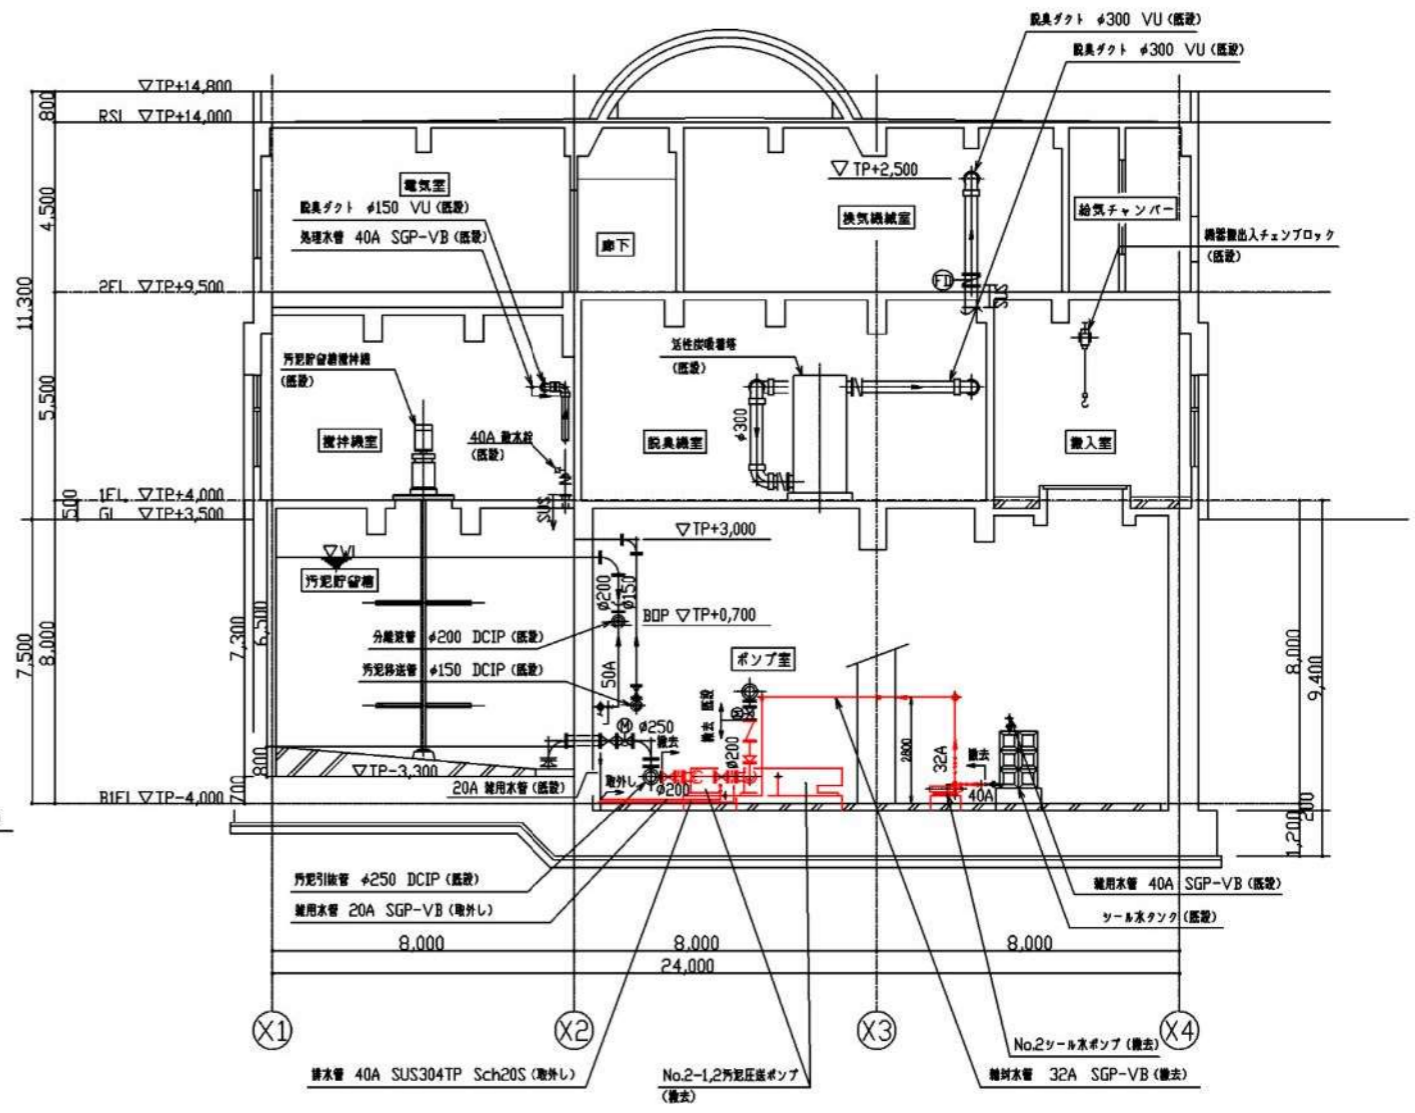 脱臭ダクト φ300 VU (既設)
脱臭ダクト φ300 VU (既設)
▽TP+14,800
RSL ▽TP+14,000
800
4,500
11,300
5,500
500
電気室
脱臭ダクト φ150 VU (既設)
処理水管 40A SGP-VB (既設)
廊下
▽ TP+2,500
換気機械室
給気チャンバー
機器搬出入チェンブロック
(既設)
FD
SUS
2FL ▽TP+9,500
汚泥貯留槽攪拌機
(既設)
攪拌機室
40A 散水栓
(既設)
SUS
活性炭吸着塔
(既設)
φ300
脱臭機室
搬入室
1FL ▽TP+4,000
GL ▽TP+3,500
▽WL
汚泥貯留槽
▽TP+3,000
φ200
φ150
BOP ▽TP+0,700
分離液管 φ200 DCIP (既設)
汚泥移送管 φ150 DCIP (既設)
50A
ポンプ室
7,500
8,000
7,300
6,500
800
700
8,000
9,400
1,200
200
M
φ250
撤去
撤去 既設
M
φ200
φ200
2800
32A
撤去
40A
▽TP-3,300
20A 雑用水管 (既設)
取外し
B1FL ▽TP-4,000
汚泥引抜管 φ250 DCIP (既設)
雑用水管 20A SGP-VB (取外し)
雑用水管 40A SGP-VB (既設)
シール水タンク (既設)
8,000
8,000
8,000
24,000
X1
X2
X3
X4
No.2シール水ポンプ (撤去)
排水管 40A SUS304TP Sch20S (取外し)
No.2-1,2汚泥圧送ポンプ
(撤去)
軸封水管 32A SGP-VB (撤去)